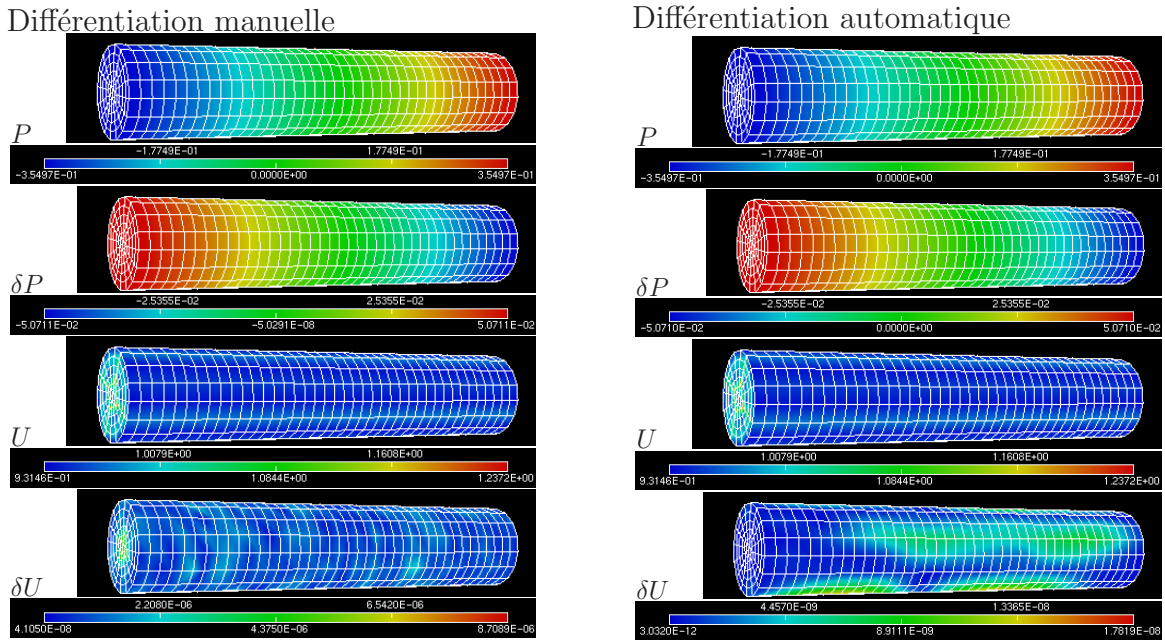 Différentiation manuelle
Différentiation automatique
P
−1.7749E−01 1.7749E−01
−3.5497E−01 0.0000E+00 3.5497E−01
P
−1.7749E−01 1.7749E−01
−3.5497E−01 0.0000E+00 3.5497E−01
δP
−2.5355E−02 2.5355E−02
−5.0711E−02 −5.0291E−08 5.0711E−02
δP
−2.5355E−02 2.5355E−02
−5.0710E−02 0.0000E+00 5.0710E−02
U
1.0079E+00 1.1608E+00
9.3146E−01 1.0844E+00 1.2372E+00
U
1.0079E+00 1.1608E+00
9.3146E−01 1.0844E+00 1.2372E+00
δU
2.2080E−06 6.5420E−06
4.1050E−08 4.3750E−06 8.7089E−06
δU
4.4570E−09 1.3365E−08
3.0320E−12 8.9111E−09 1.7819E−08